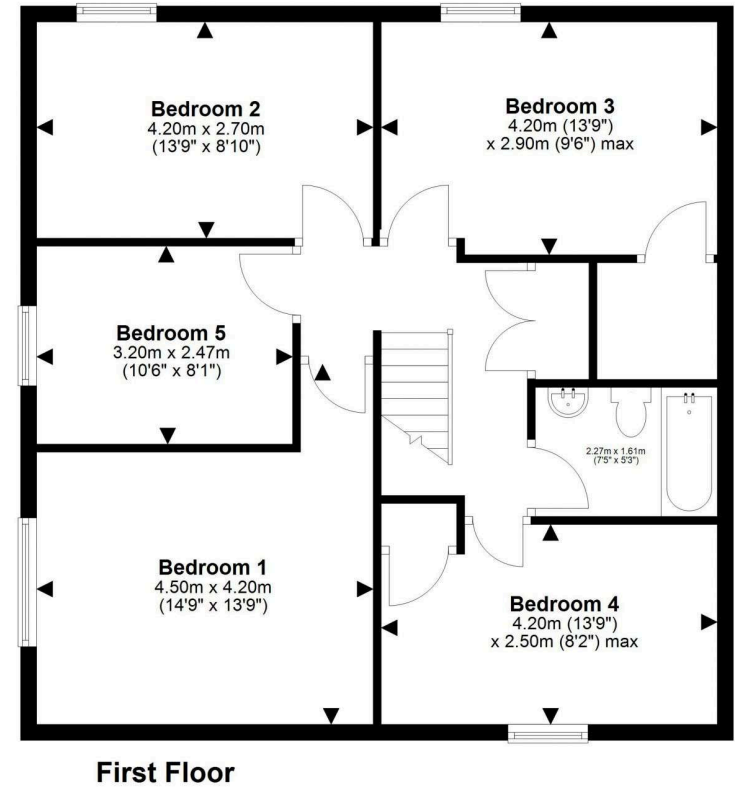 Bedroom 2
4.20m x 2.70m
(13'9" x 8'10")
Bedroom 3
4.20m (13'9")
x 2.90m (9'6") max
Bedroom 5
3.20m x 2.47m
(10'6" x 8'1")
2.27m x 1.61m
(7'5" x 5'3")
Bedroom 1
4.50m x 4.20m
(14'9" x 13'9")
Bedroom 4
4.20m (13'9")
x 2.50m (8'2") max
First Floor